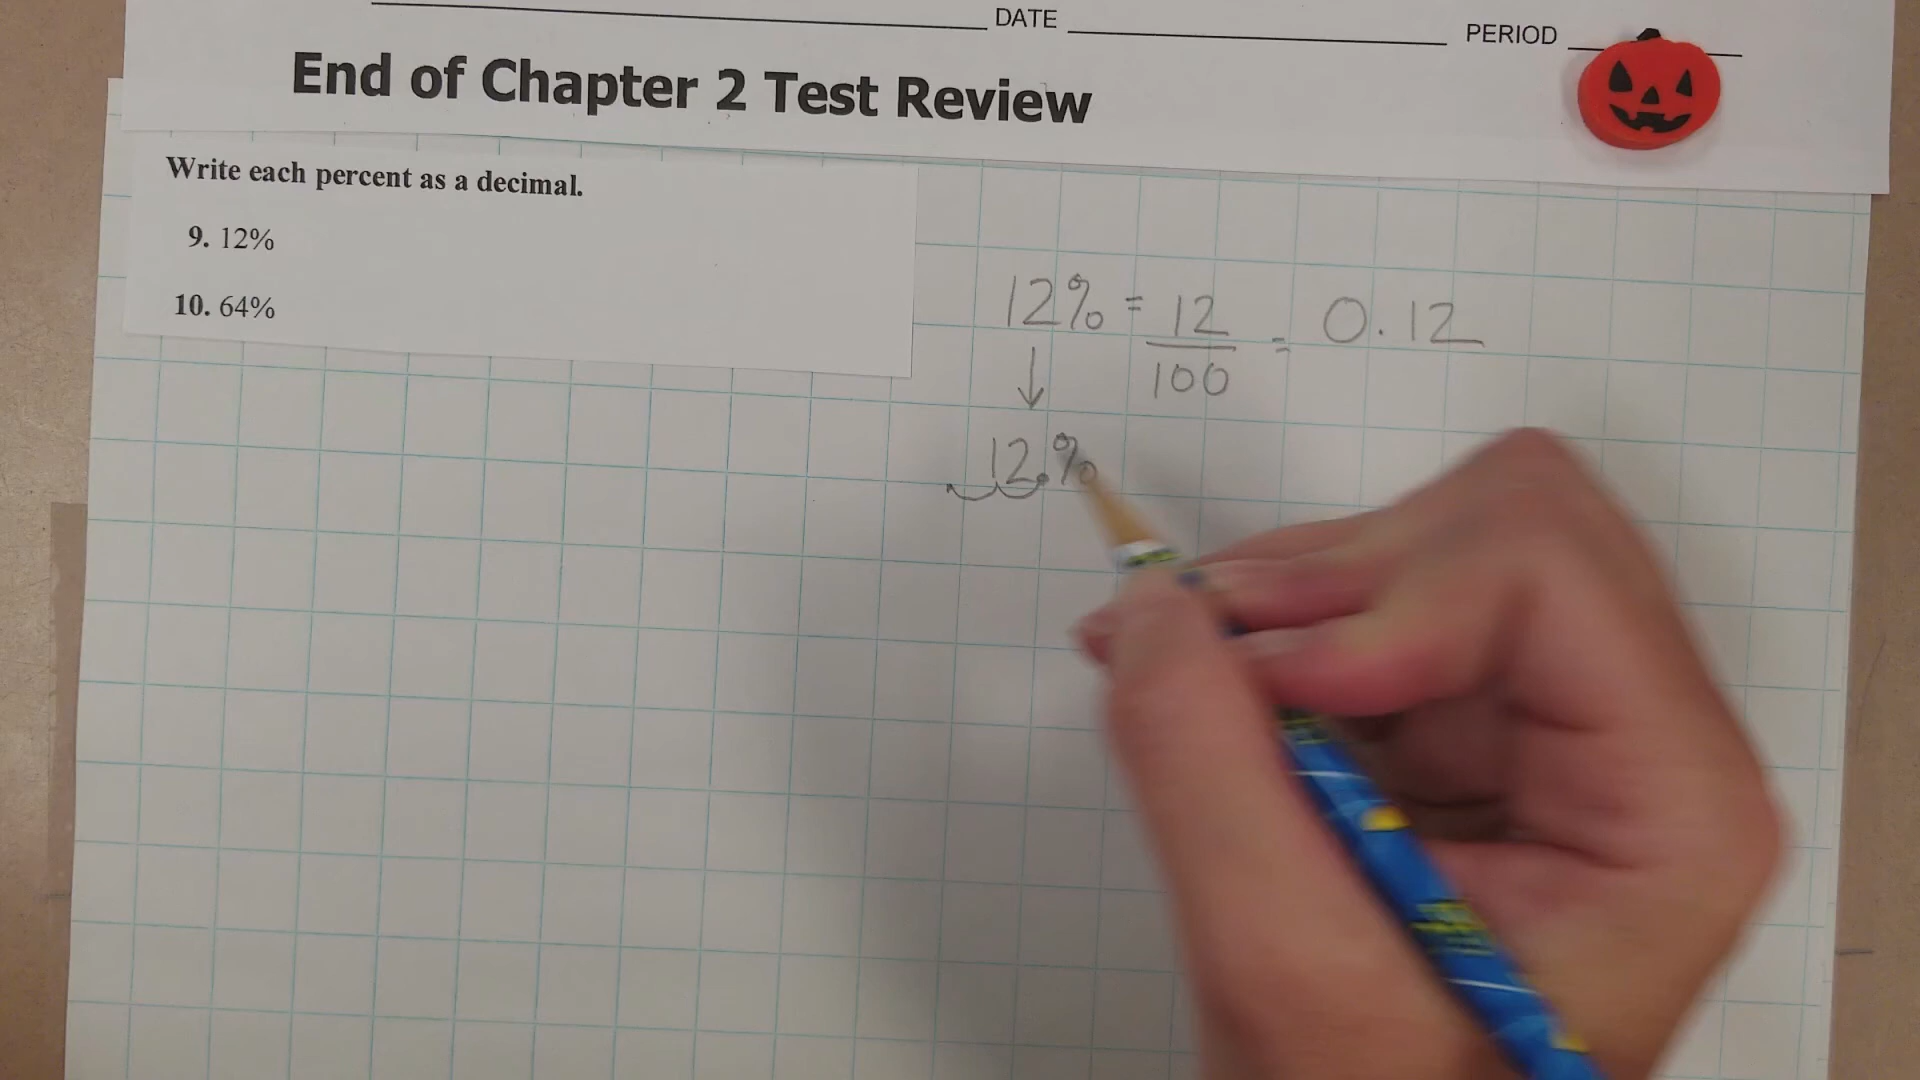 DATE PERIOD
End of Chapter 2 Test Review
Write each percent as a decimal.
9. 12%
10. 64%
12% = 12/100 = 0.12
↓
12.%